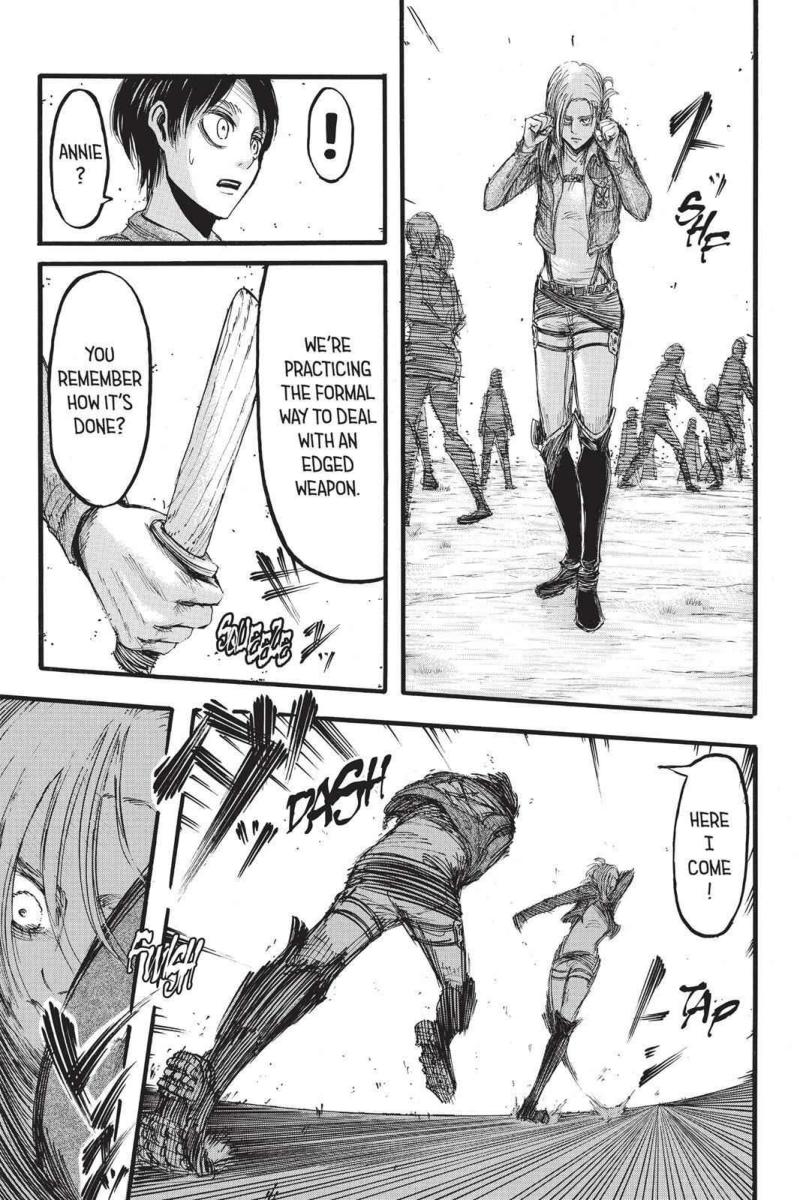 ズ
SHF
!
ANNIE
?
WE'RE
PRACTICING
THE FORMAL
WAY TO DEAL
WITH AN
EDGED
WEAPON.
YOU
REMEMBER
HOW IT'S
DONE?
SQUEEZE
HERE
I
COME
!
DASH
TAP
FWISH